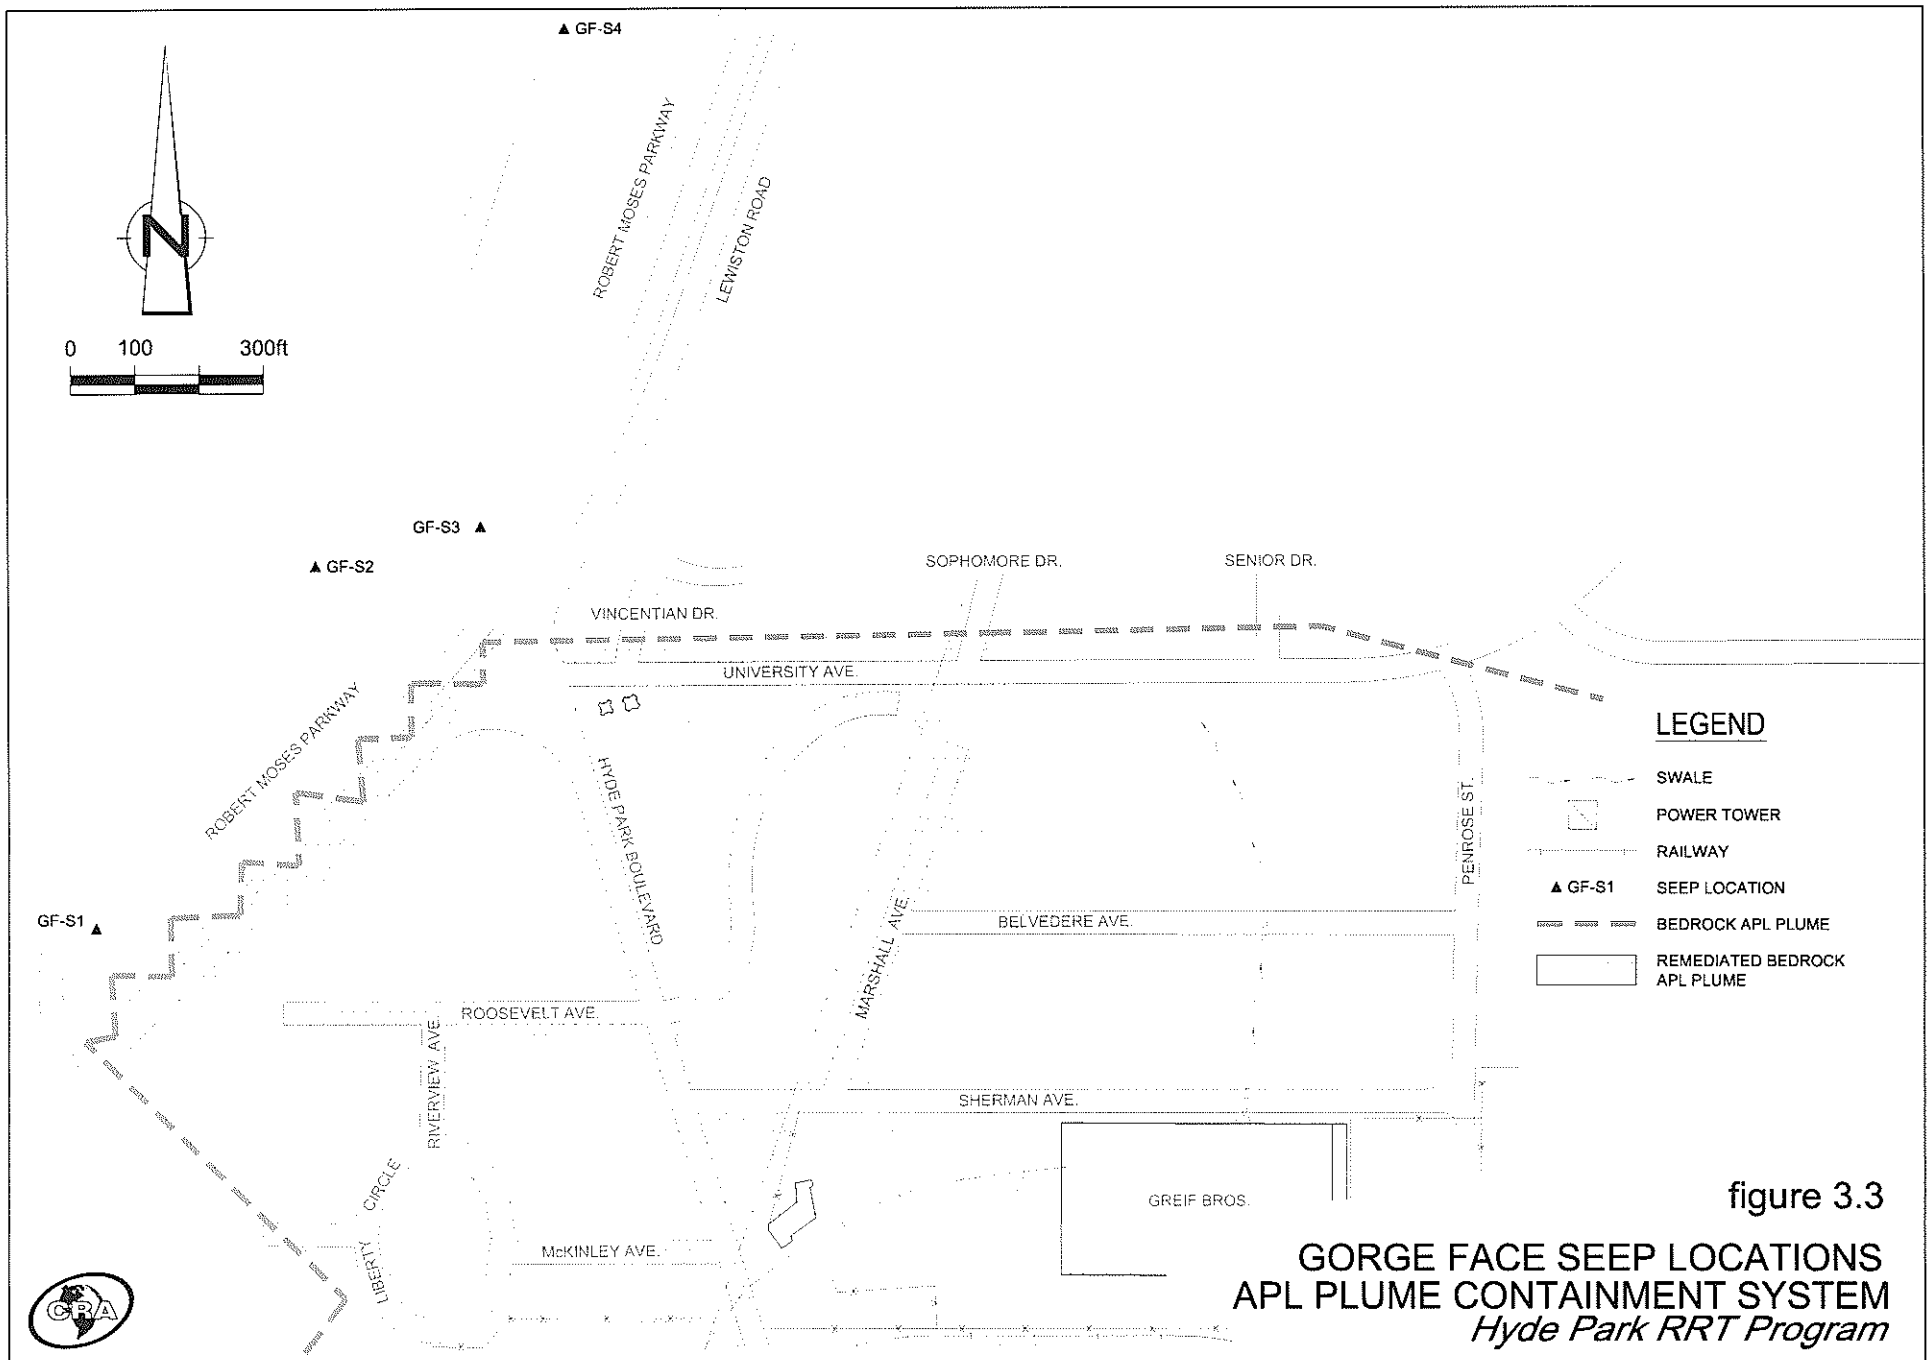 GF-S4
ROBERT MOSES PARKWAY
LEWISTON ROAD
N
0 100 300ft
GF-S3
GF-S2
SOPHOMORE DR.
SENIOR DR.
VINCENTIAN DR.
UNIVERSITY AVE.
ROBERT MOSES PARKWAY
HYDE PARK BOULEVARD
PENROSE ST.
LEGEND
SWALE
POWER TOWER
RAILWAY
GF-S1 SEEP LOCATION
BEDROCK APL PLUME
REMEDIATED BEDROCK
APL PLUME
GF-S1
BELVEDERE AVE.
MARSHALL AVE.
ROOSEVELT AVE.
RIVERVIEW AVE.
SHERMAN AVE.
LIBERTY CIRCLE
GREIF BROS.
McKINLEY AVE.
CRA
figure 3.3
GORGE FACE SEEP LOCATIONS
APL PLUME CONTAINMENT SYSTEM
Hyde Park RRT Program